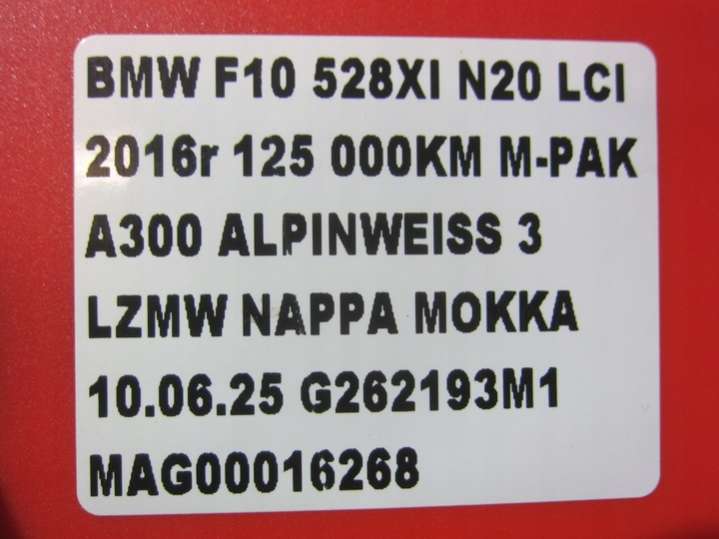 BMW F10 528XI N20 LCI
2016r 125 000KM M-PAK
A300 ALPINWEISS 3
LZMW NAPPA MOKKA
10.06.25 G262193M1
MAG00016268